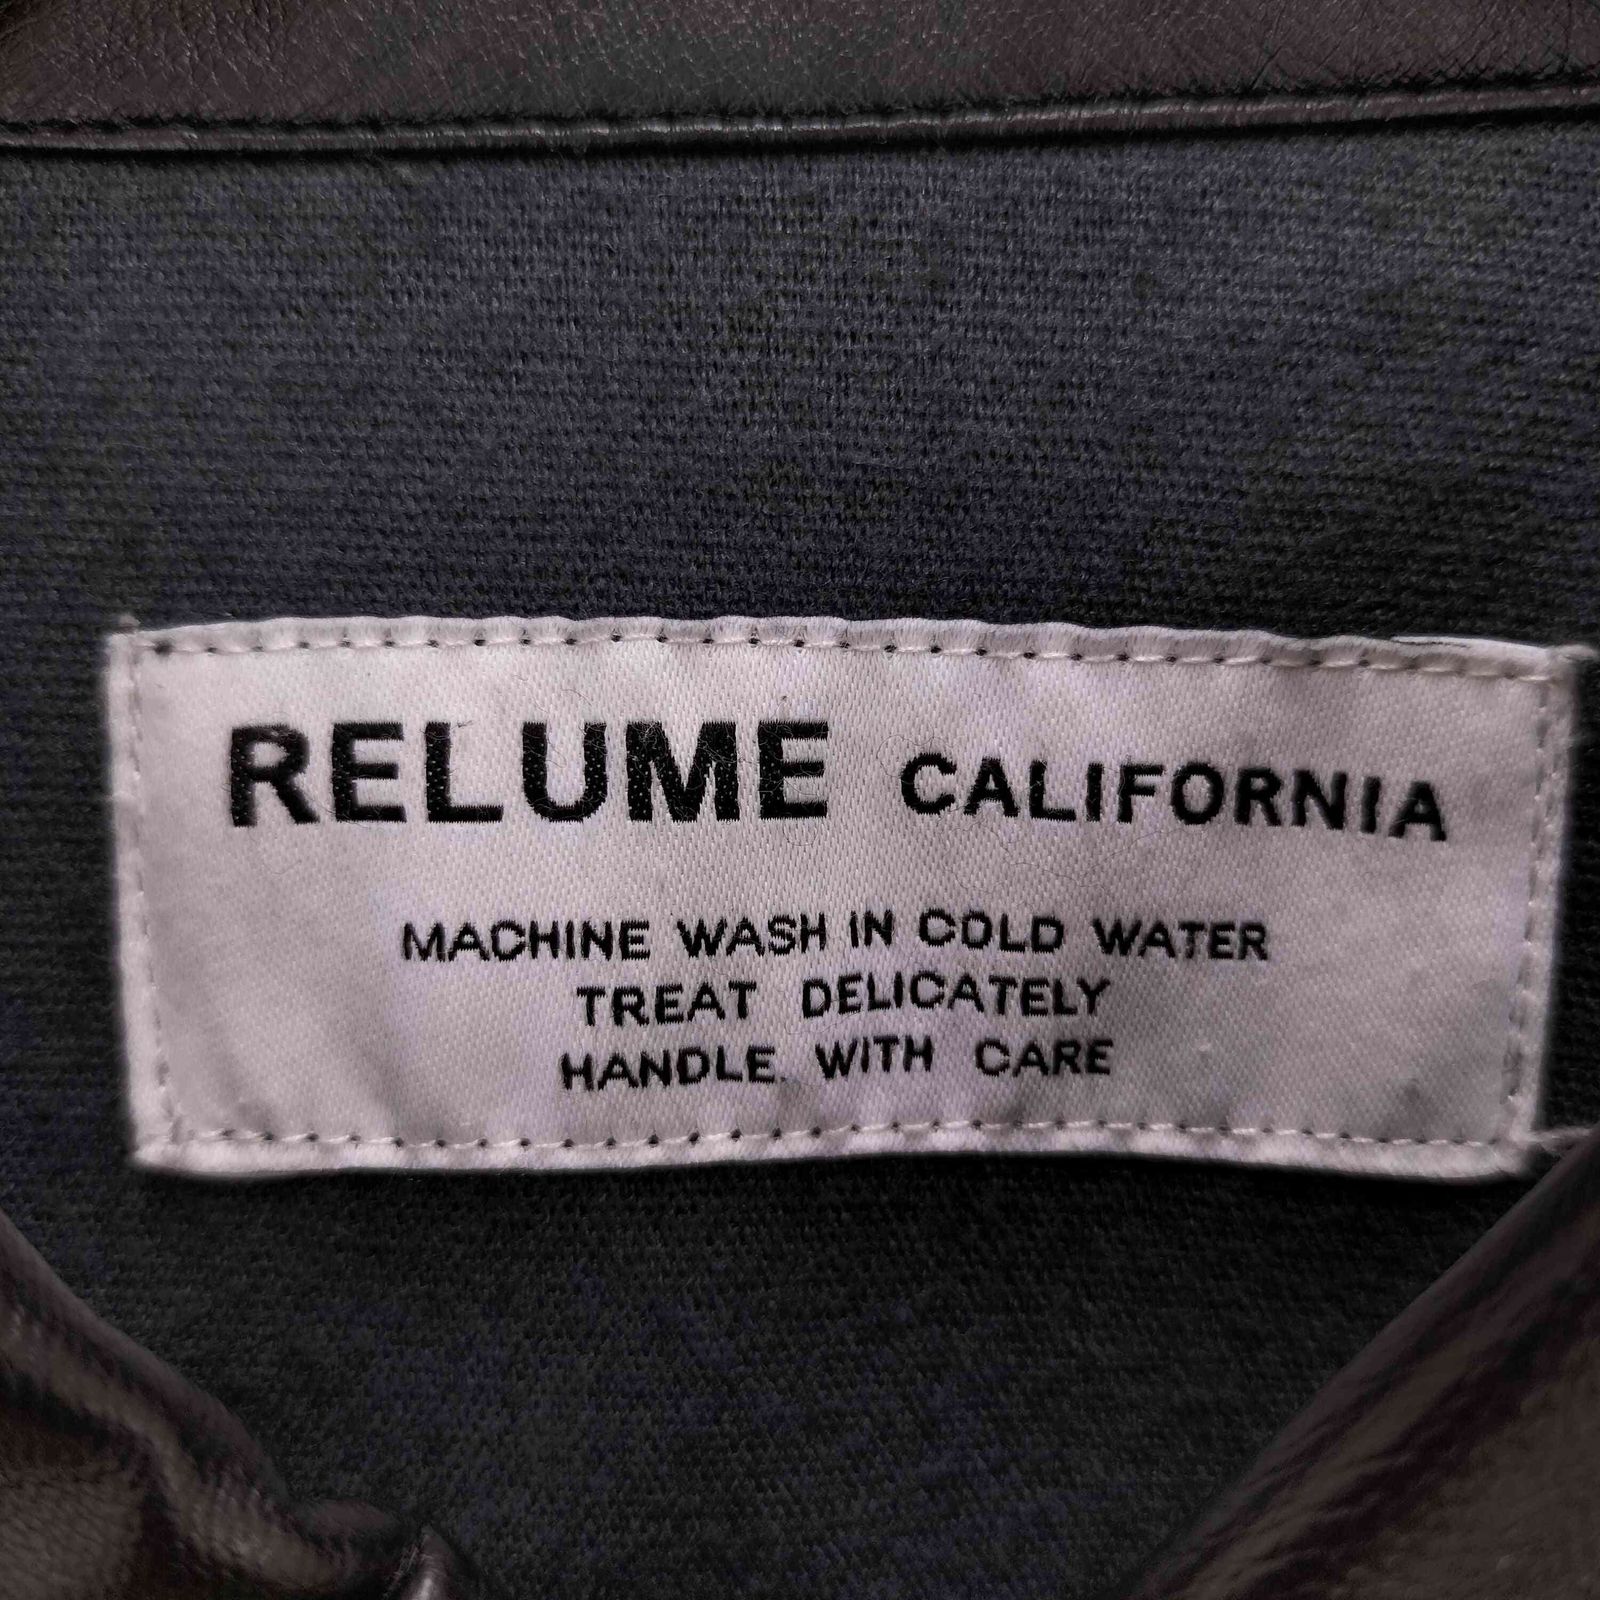 RELUME CALIFORNIA
MACHINE WASH IN COLD WATER
TREAT DELICATELY
HANDLE. WITH CARE